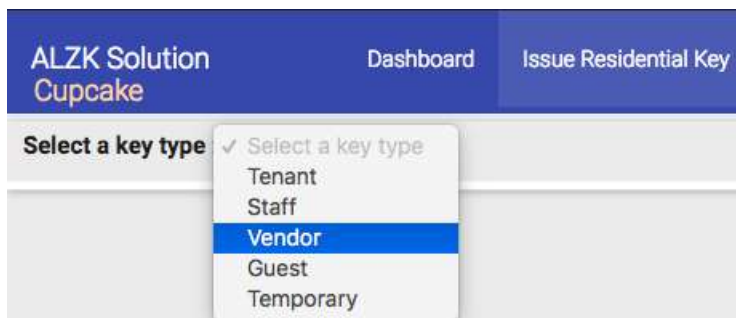 ALZK Solution
Cupcake
Dashboard
Issue Residential Key
Select a key type
✓ Select a key type
Tenant
Staff
Vendor
Guest
Temporary